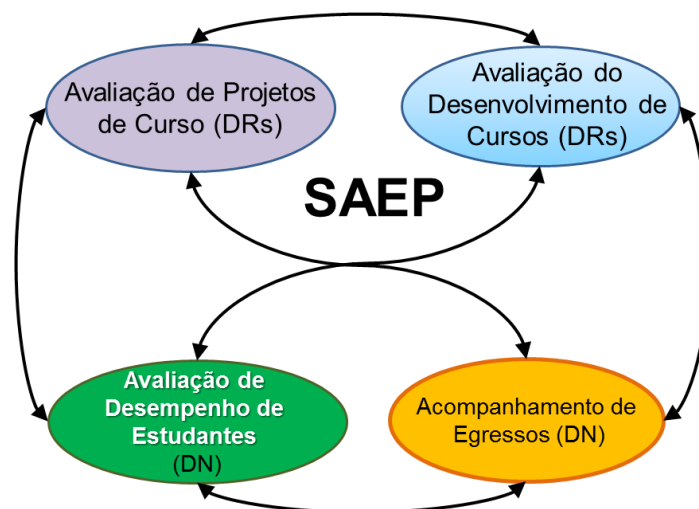 Avaliação de Projetos
de Curso (DRs)
Avaliação do
Desenvolvimento de
Cursos (DRs)
SAEP
Avaliação de
Desempenho de
Estudantes
(DN)
Acompanhamento de
Egressos (DN)